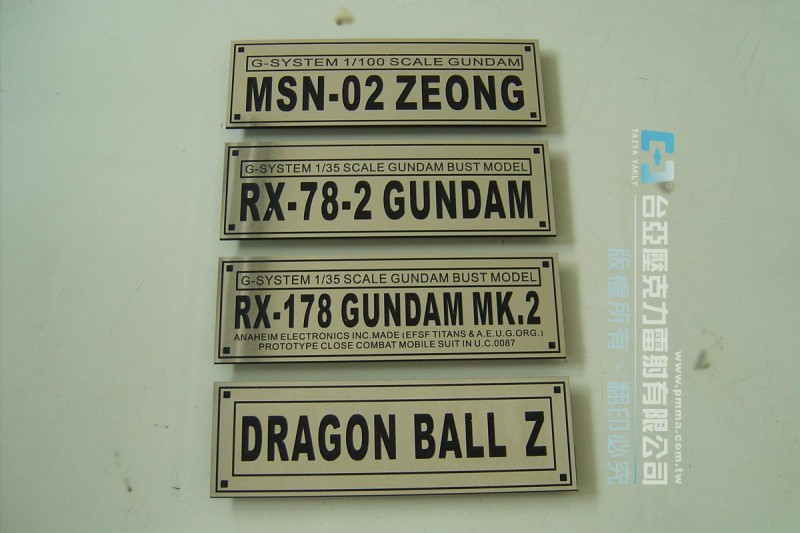 G-SYSTEM 1/100 SCALE GUNDAM
MSN-02 ZEONG
G-SYSTEM 1/35 SCALE GUNDAM BUST MODEL
RX-78-2 GUNDAM
G-SYSTEM 1/35 SCALE GUNDAM BUST MODEL
RX-178 GUNDAM MK.2
ANAHEIM ELECTRONICS INC.MADE (EFSF TITANS & A.E.U.G.ORG.)
PROTOTYPE CLOSE COMBAT MOBILE SUIT IN U.C.0087
DRAGON BALL Z
TAIYA YAKLY
台亞壓克力雷射有限公司
www.pmma.com.tw
版權所有、翻印必究